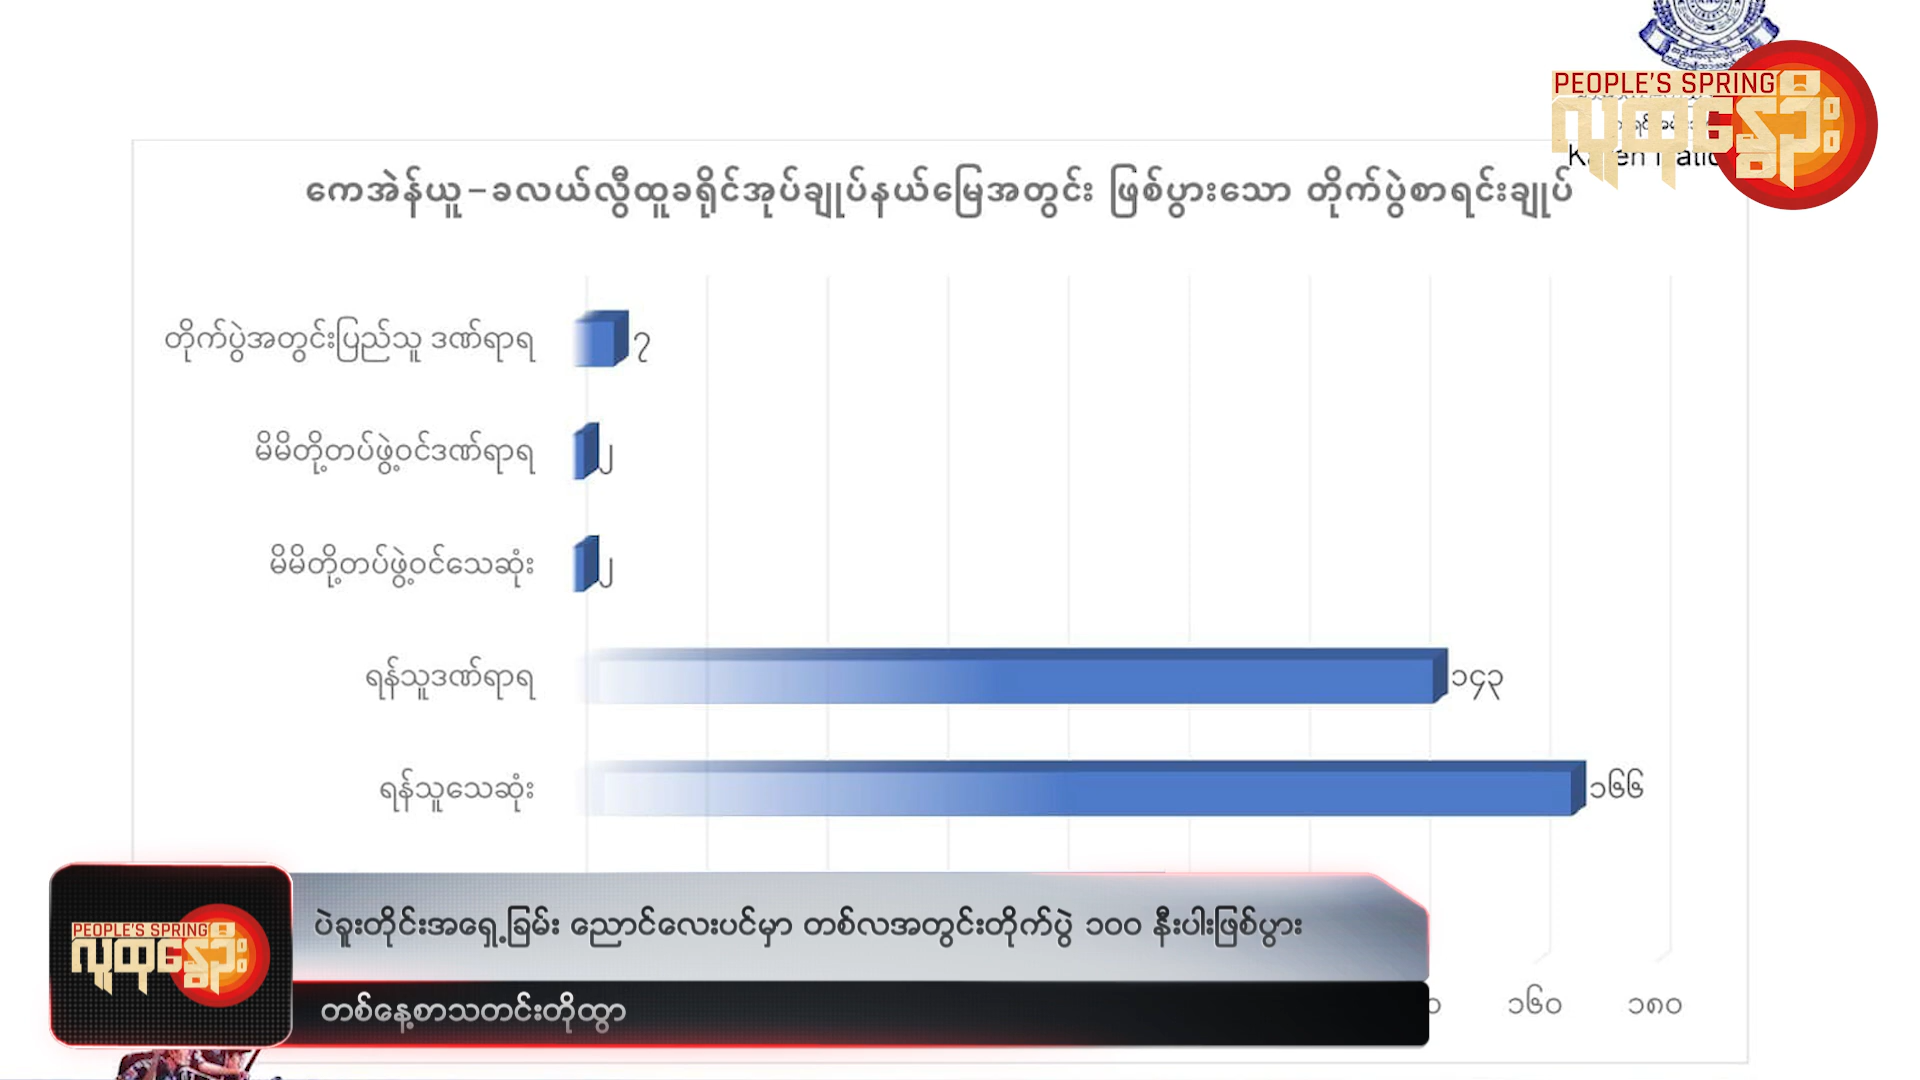 PEOPLE'S SPRING
လူထုနွေဦး
ကေအဲန်ယူ–ခလယ်လွီထူခရိုင်အုပ်ချုပ်နယ်မြေအတွင်း ဖြစ်ပွားသော တိုက်ပွဲစာရင်းချုပ်
တိုက်ပွဲအတွင်းပြည်သူ ဒဏ်ရာရ ၇
မိမိတို့တပ်ဖွဲ့ဝင်ဒဏ်ရာရ ၂
မိမိတို့တပ်ဖွဲ့ဝင်သေဆုံး ၂
ရန်သူဒဏ်ရာရ ၁၄၃
ရန်သူသေဆုံး ၁၆၆
၁၆၀ ၁၈၀
PEOPLE'S SPRING
လူထုနွေဦး
ပဲခူးတိုင်းအရှေ့ခြမ်း ညောင်လေးပင်မှာ တစ်လအတွင်းတိုက်ပွဲ ၁၀၀ နီးပါးဖြစ်ပွား
တစ်နေ့စာသတင်းတိုထွာ